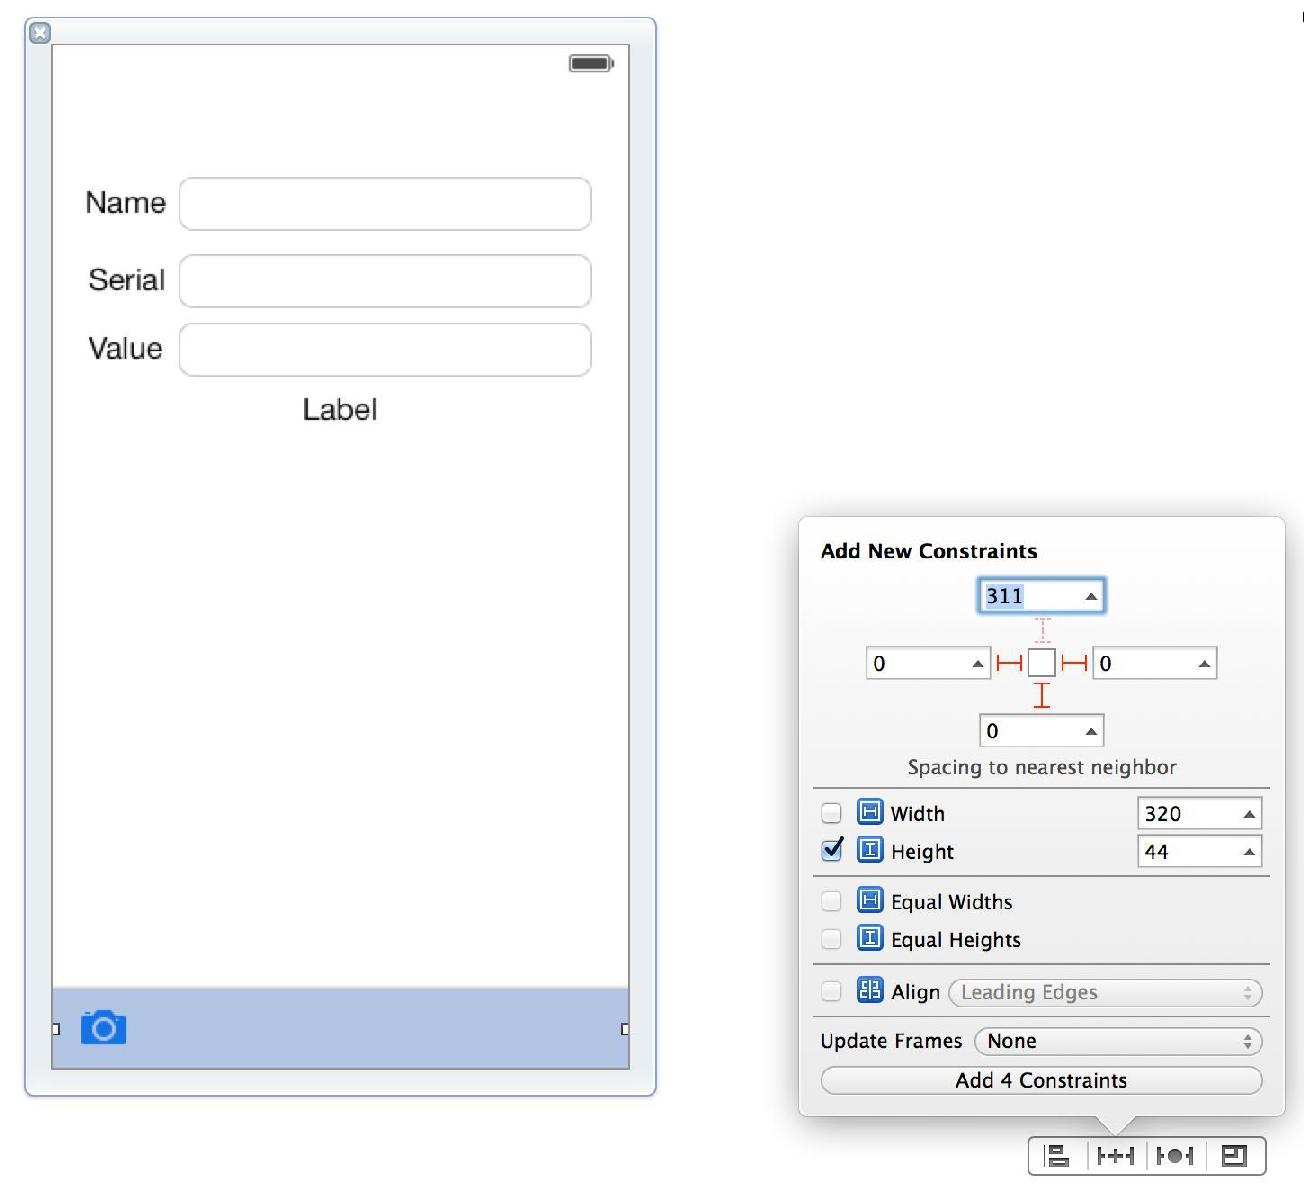 Name
Serial
Value
Label
Add New Constraints
311
0 0
0
Spacing to nearest neighbor
Width 320
Height 44
Equal Widths
Equal Heights
Align Leading Edges
Update Frames None
Add 4 Constraints